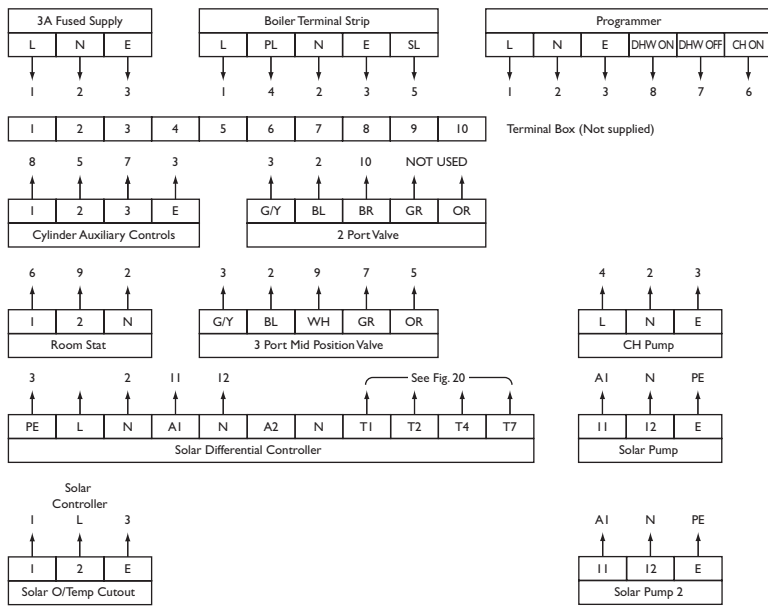 3A Fused Supply Boiler Terminal Strip Programmer
L N E L PL N E SL L N E DHW ON DHW OFF CH ON
1 2 3 1 4 2 3 5 1 2 3 8 7 6
1 2 3 4 5 6 7 8 9 10 Terminal Box (Not supplied)
8 5 7 3 3 2 10 NOT USED
1 2 3 E G/Y BL BR GR OR
Cylinder Auxiliary Controls 2 Port Valve
6 9 2 3 2 9 7 5 4 2 3
1 2 N G/Y BL WH GR OR L N E
Room Stat 3 Port Mid Position Valve CH Pump
3 2 11 12 See Fig. 20 A1 N PE
PE L N A1 N A2 N T1 T2 T4 T7 11 12 E
Solar Differential Controller Solar Pump
Solar
Controller
1 L 3 A1 N PE
1 2 E 11 12 E
Solar O/Temp Cutout Solar Pump 2